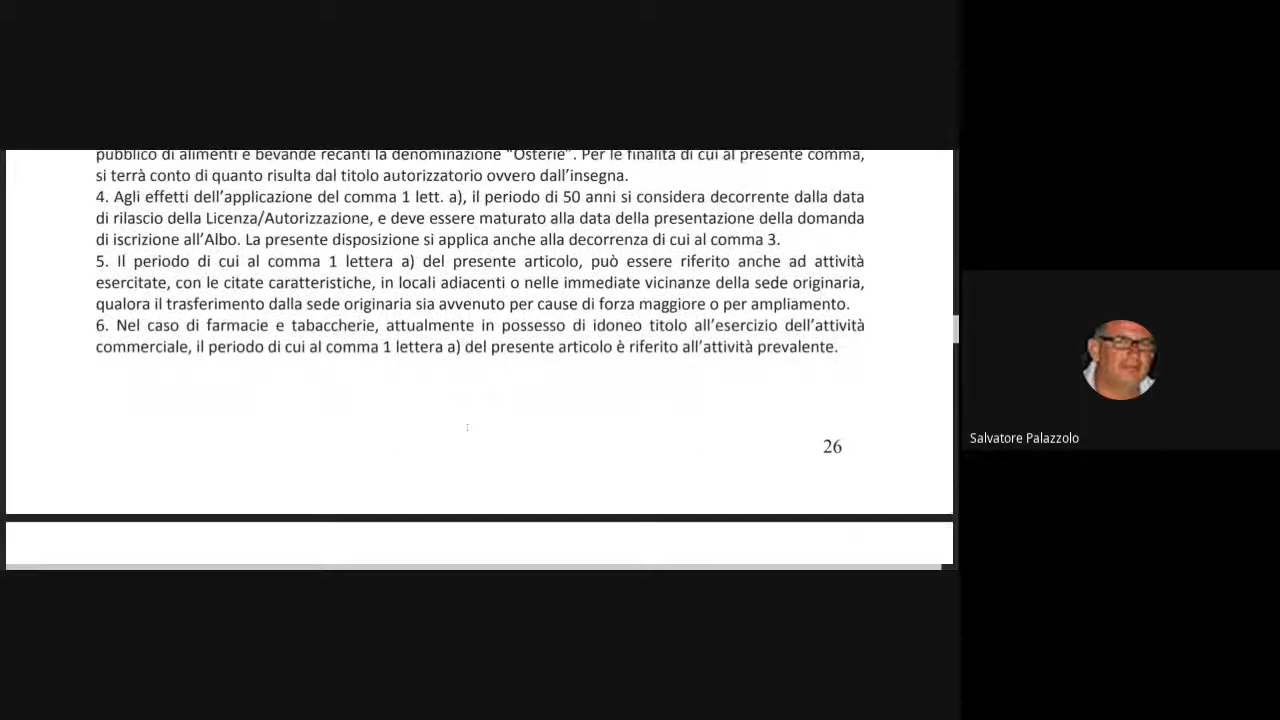 pubblico di alimenti e bevande recanti la denominazione “Osterie”. Per le finalità di cui al presente comma,
si terrà conto di quanto risulta dal titolo autorizzatorio ovvero dall’insegna.
4. Agli effetti dell’applicazione del comma 1 lett. a), il periodo di 50 anni si considera decorrente dalla data
di rilascio della Licenza/Autorizzazione, e deve essere maturato alla data della presentazione della domanda
di iscrizione all’Albo. La presente disposizione si applica anche alla decorrenza di cui al comma 3.
5. Il periodo di cui al comma 1 lettera a) del presente articolo, può essere riferito anche ad attività
esercitate, con le citate caratteristiche, in locali adiacenti o nelle immediate vicinanze della sede originaria,
qualora il trasferimento dalla sede originaria sia avvenuto per cause di forza maggiore o per ampliamento.
6. Nel caso di farmacie e tabaccherie, attualmente in possesso di idoneo titolo all’esercizio dell’attività
commerciale, il periodo di cui al comma 1 lettera a) del presente articolo è riferito all’attività prevalente.
26
Salvatore Palazzolo